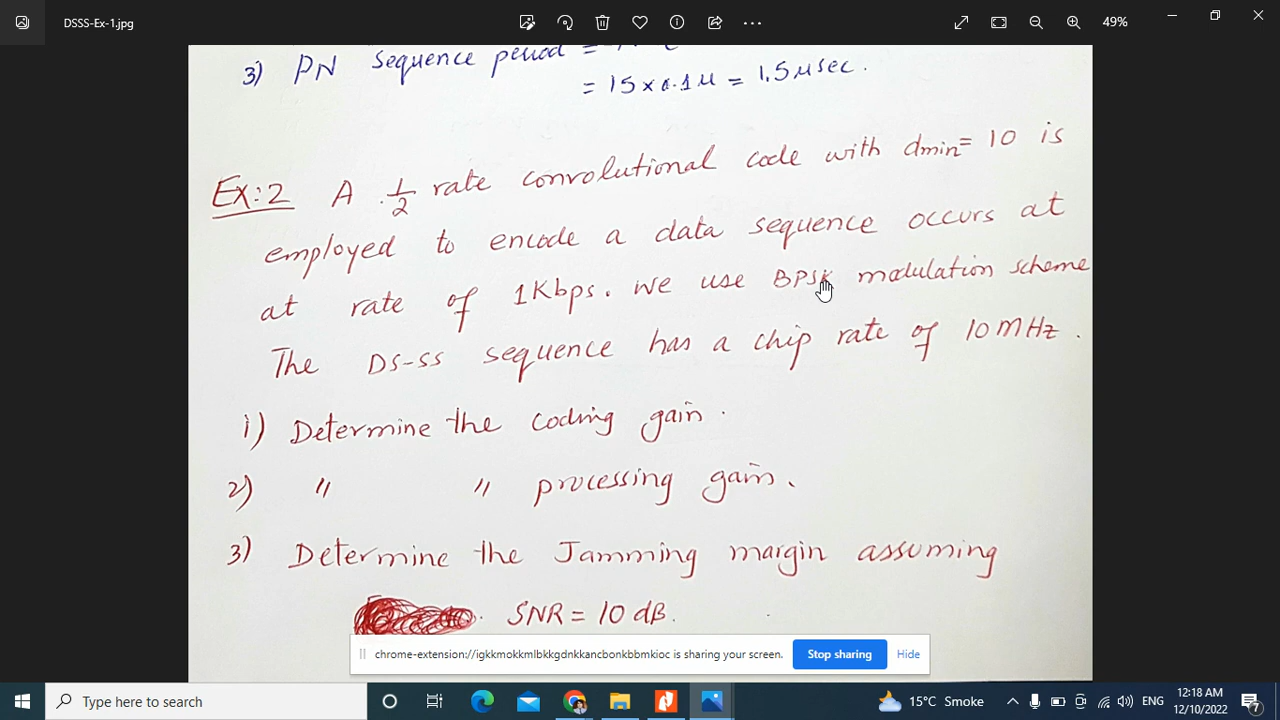 DSSS-Ex-1.jpg
49%
3) PN sequence period =
= 15 x 0.1 µ = 1.5 µsec.
Ex:2 A 1/2 rate convolutional code with dmin = 10 is
employed to encode a data sequence occurs at
at rate of 1Kbps. We use BPSK modulation scheme
The DS-SS sequence has a chip rate of 10 MHz.
1) Determine the coding gain.
2) " " processing gain.
3) Determine the Jamming margin assuming
SNR = 10 dB.
chrome-extension://igkkmokkmlbkkgdnkkancbonkbbmkioc is sharing your screen.
Stop sharing
Hide
Type here to search
15°C Smoke
ENG
12:18 AM
12/10/2022
7